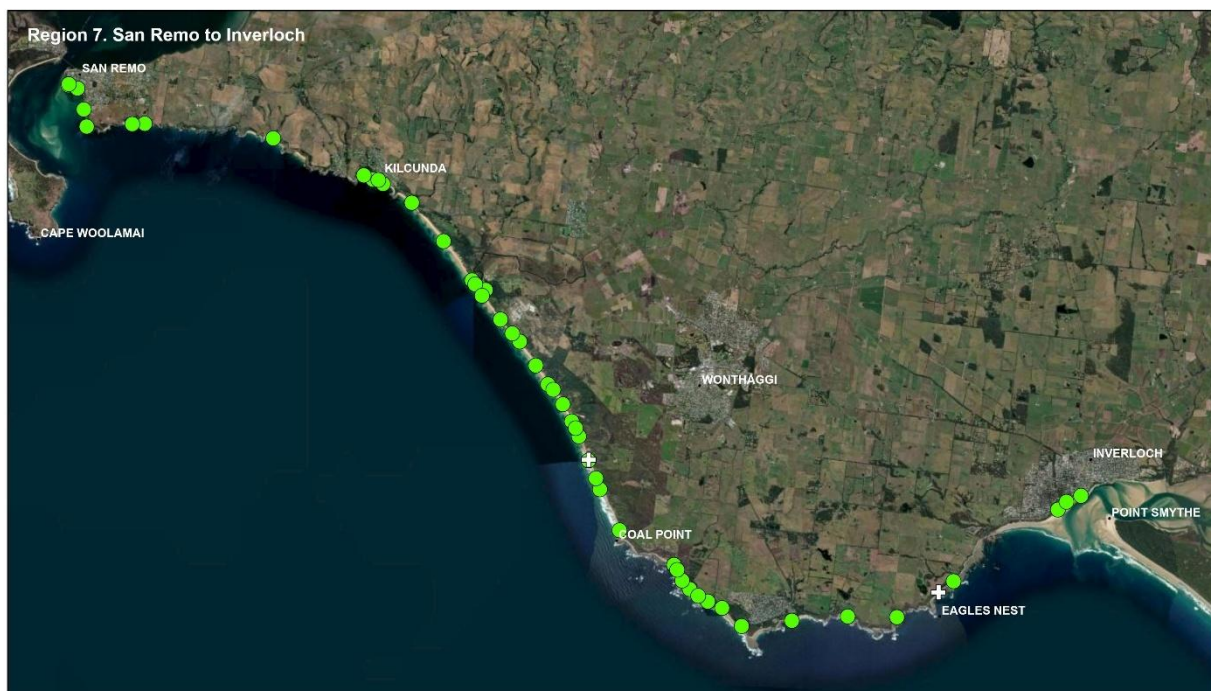 Region 7. San Remo to Inverloch
SAN REMO
KILCUNDA
CAPE WOOLAMAI
WONTHAGGI
INVERLOCH
POINT SMYTHE
COAL POINT
EAGLES NEST